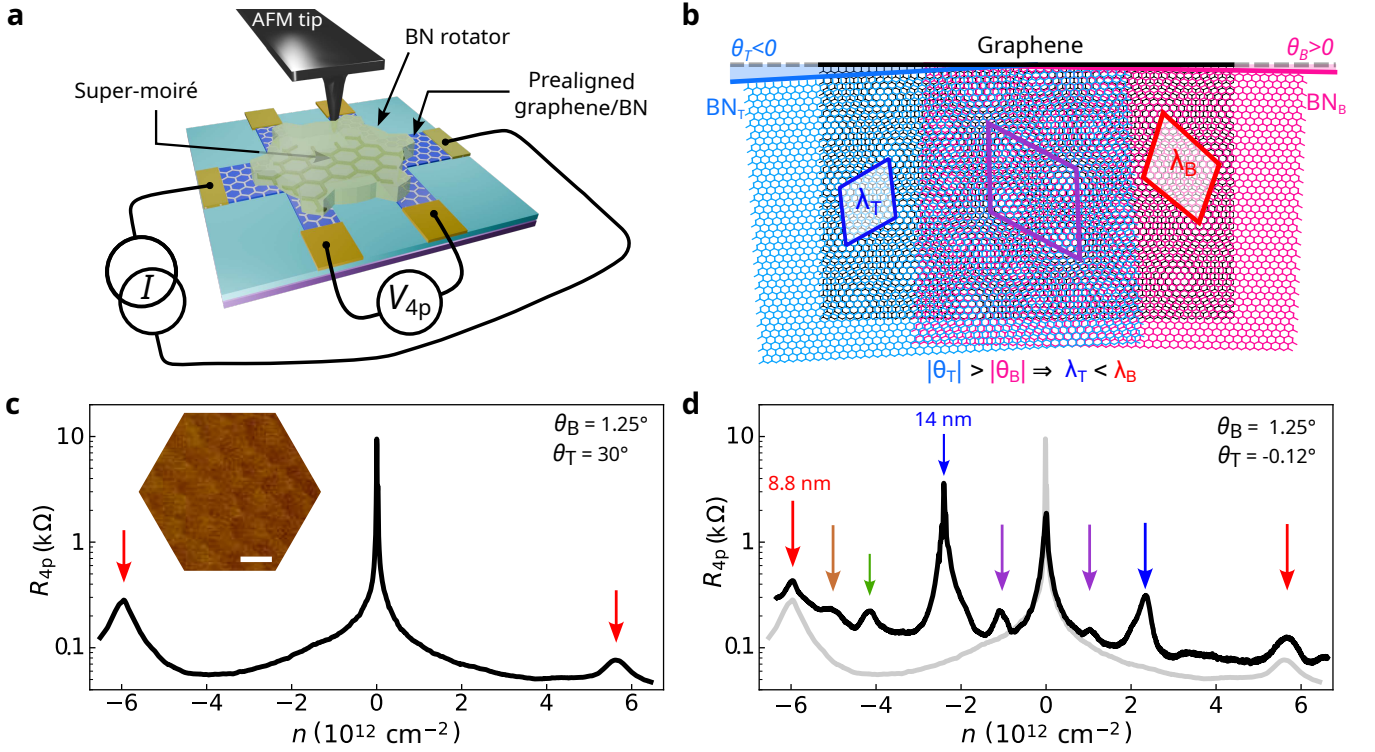 a
AFM tip
BN rotator
Super-moiré
Prealigned
graphene/BN
I
V4p
b
θT<0
Graphene
θB>0
BNT
BNB
λT
λB
|θT| > |θB| ⇒ λT < λB
c
θB = 1.25°
θT = 30°
10
1
0.1
R4p (kΩ)
−6 −4 −2 0 2 4 6
n (10¹² cm⁻²)
d
14 nm
8.8 nm
θB = 1.25°
θT = -0.12°
10
1
0.1
R4p (kΩ)
−6 −4 −2 0 2 4 6
n (10¹² cm⁻²)